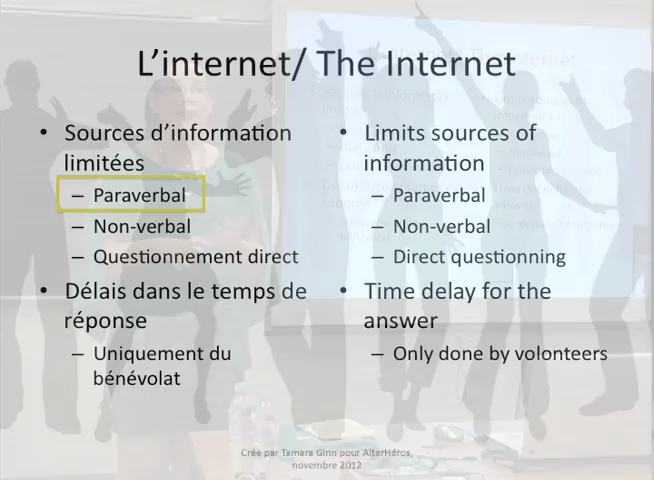 L'internet/ The Internet
• Sources d'information
limitées
– Paraverbal
– Non-verbal
– Questionnement direct
• Délais dans le temps de
réponse
– Uniquement du
bénévolat
• Limits sources of
information
– Paraverbal
– Non-verbal
– Direct questionning
• Time delay for the
answer
– Only done by volonteers
Crée par Tamara Ginn pour AlterHéros,
novembre 2012